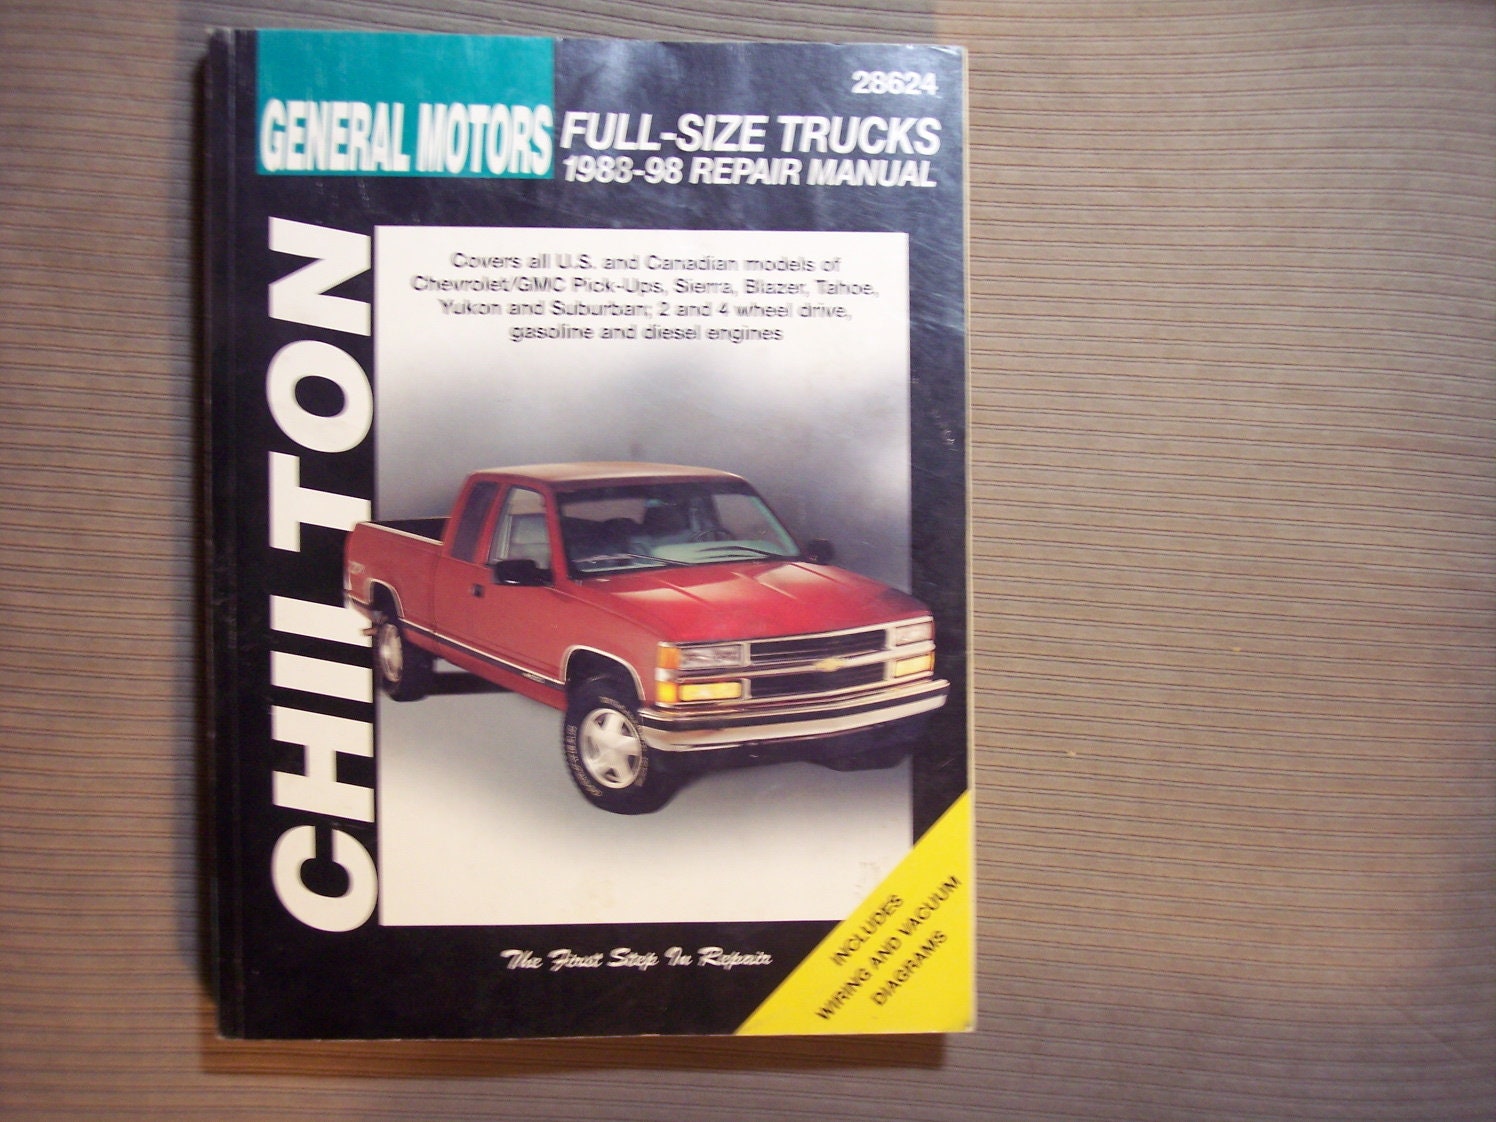 28624
GENERAL MOTORS
FULL-SIZE TRUCKS
1988-98 REPAIR MANUAL
CHILTON
Covers all U.S. and Canadian models of
Chevrolet/GMC Pick-Ups, Sierra, Blazer, Tahoe,
Yukon and Suburban; 2 and 4 wheel drive,
gasoline and diesel engines
The First Step In Repair
INCLUDES
WIRING AND VACUUM
DIAGRAMS